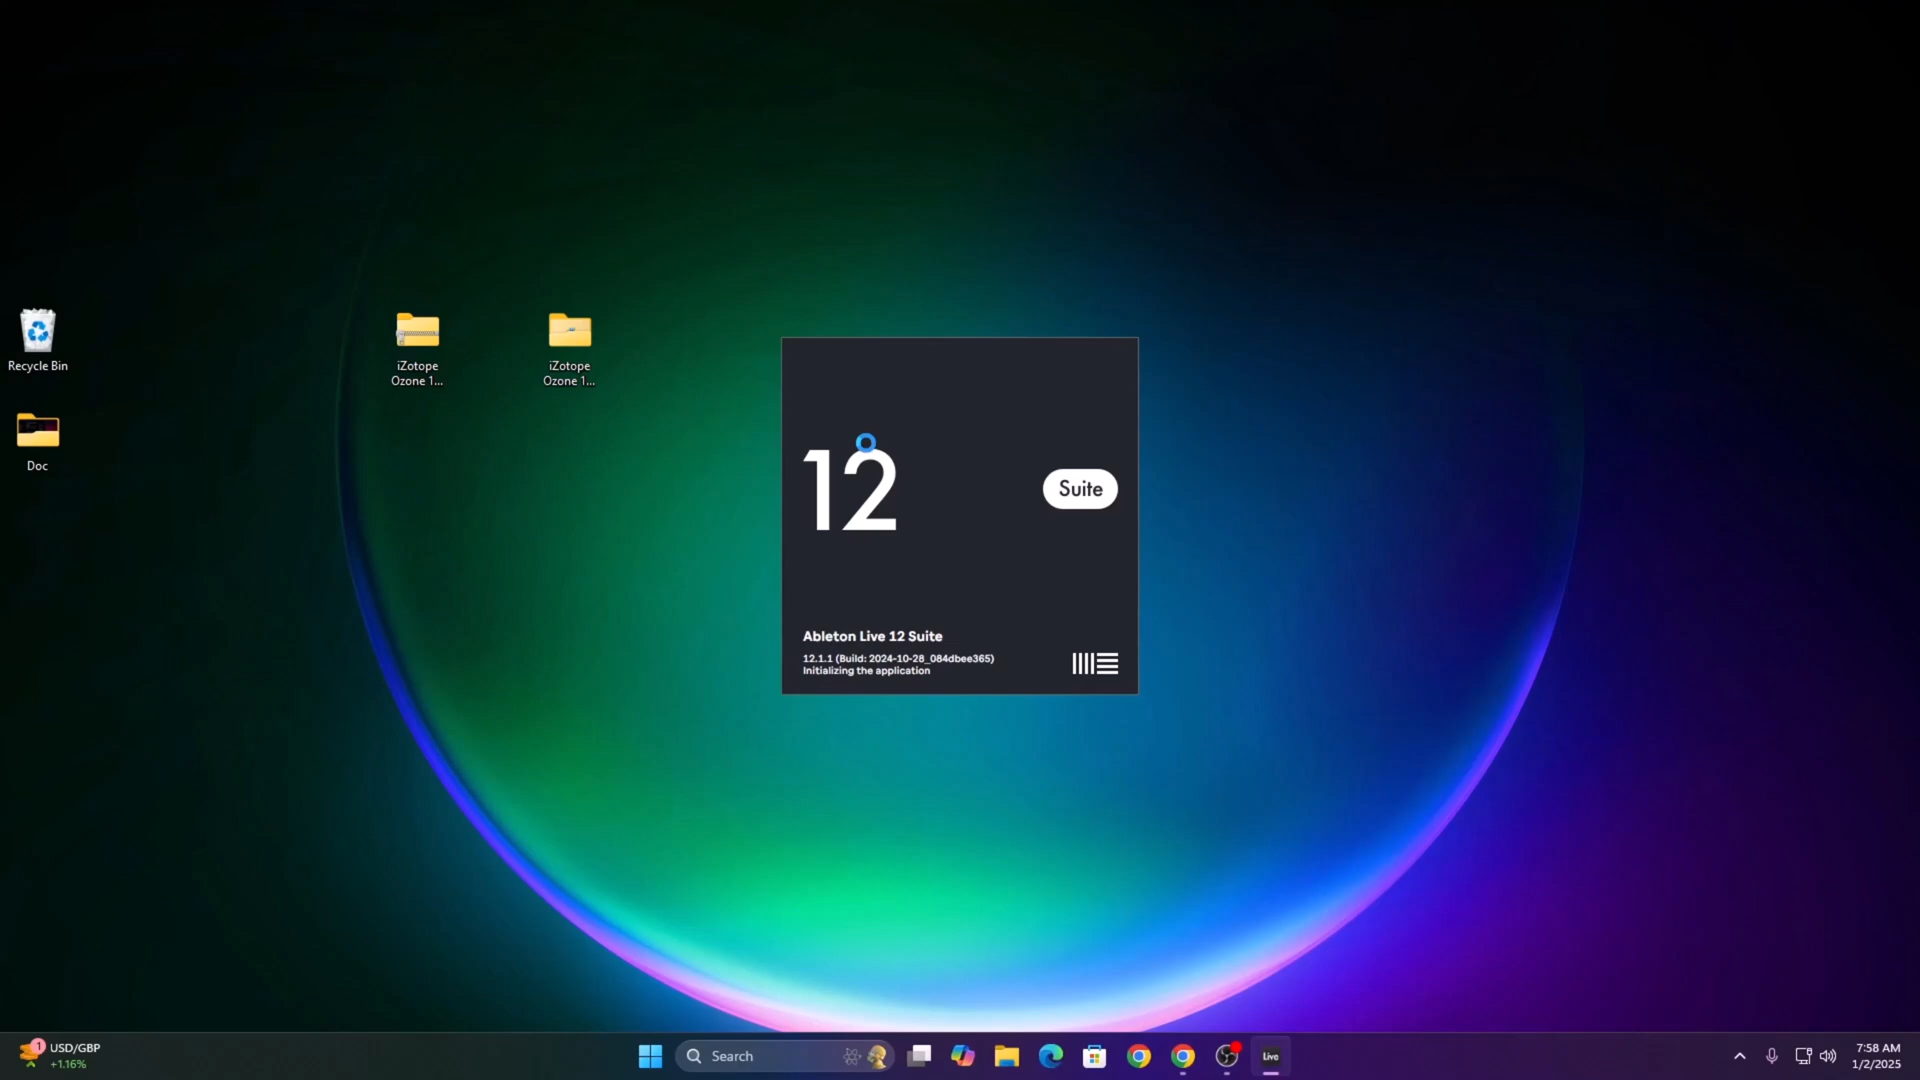 Recycle Bin
Doc
iZotope
Ozone 1...
iZotope
Ozone 1...
12
Suite
Ableton Live 12 Suite
12.1.1 (Build: 2024-10-28_084dbee365)
Initializing the application
1
USD/GBP
+1.16%
Search
Live
7:58 AM
1/2/2025